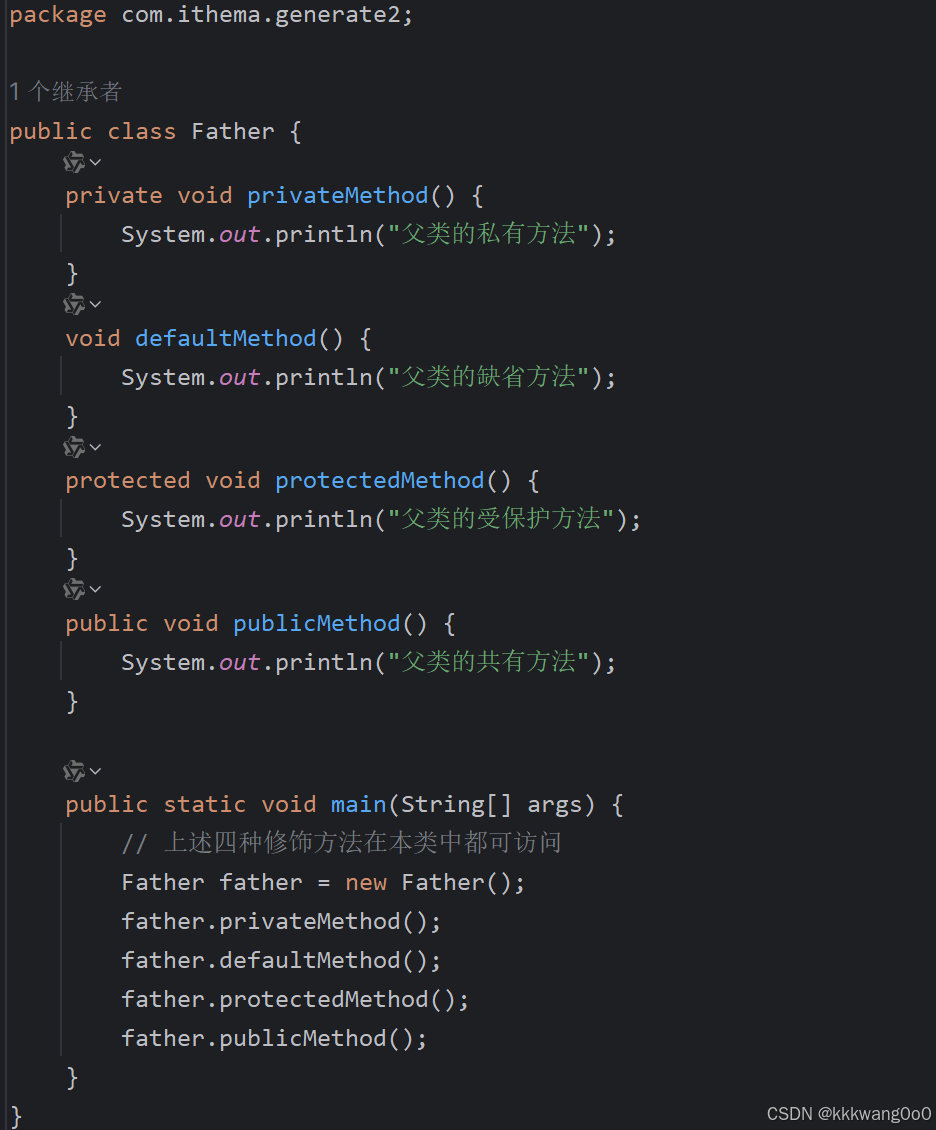 package com.ithema.generate2;
1 个继承者
public class Father {
private void privateMethod() {
System.out.println("父类的私有方法");
}
void defaultMethod() {
System.out.println("父类的缺省方法");
}
protected void protectedMethod() {
System.out.println("父类的受保护方法");
}
public void publicMethod() {
System.out.println("父类的共有方法");
}
public static void main(String[] args) {
// 上述四种修饰方法在本类中都可访问
Father father = new Father();
father.privateMethod();
father.defaultMethod();
father.protectedMethod();
father.publicMethod();
}
}
CSDN @kkkwang0o0